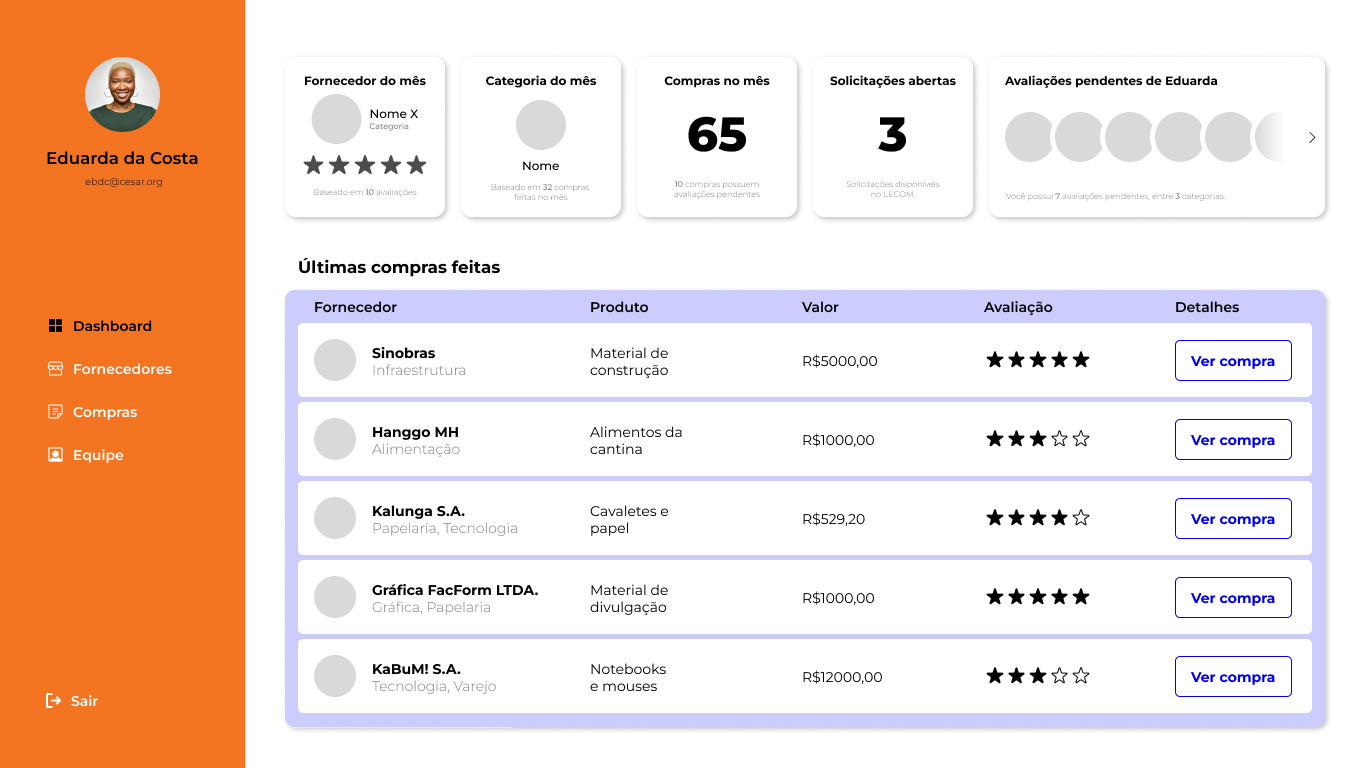 Eduarda da Costa
ebdc@cesar.org
Dashboard
Fornecedores
Compras
Equipe
Sair
Fornecedor do mês
Nome X
Categoria
Baseado em 10 avaliações
Categoria do mês
Nome
Baseado em 32 compras
feitas no mês
Compras no mês
65
10 compras possuem
avaliações pendentes
Solicitações abertas
3
Solicitações disponíveis
no LECOM.
Avaliações pendentes de Eduarda
Você possui 7 avaliações pendentes, entre 3 categorias.
Últimas compras feitas
Fornecedor Produto Valor Avaliação Detalhes
Sinobras
Infraestrutura
Material de
construção
R$5000,00
Ver compra
Hanggo MH
Alimentação
Alimentos da
cantina
R$1000,00
Ver compra
Kalunga S.A.
Papelaria, Tecnologia
Cavaletes e
papel
R$529,20
Ver compra
Gráfica FacForm LTDA.
Gráfica, Papelaria
Material de
divulgação
R$1000,00
Ver compra
KaBuM! S.A.
Tecnologia, Varejo
Notebooks
e mouses
R$12000,00
Ver compra